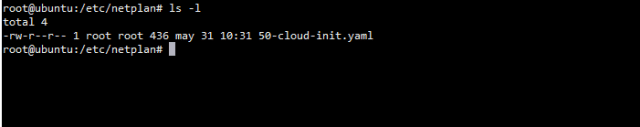 root@ubuntu:/etc/netplan# ls -l
total 4
-rw-r--r-- 1 root root 436 may 31 10:31 50-cloud-init.yaml
root@ubuntu:/etc/netplan#